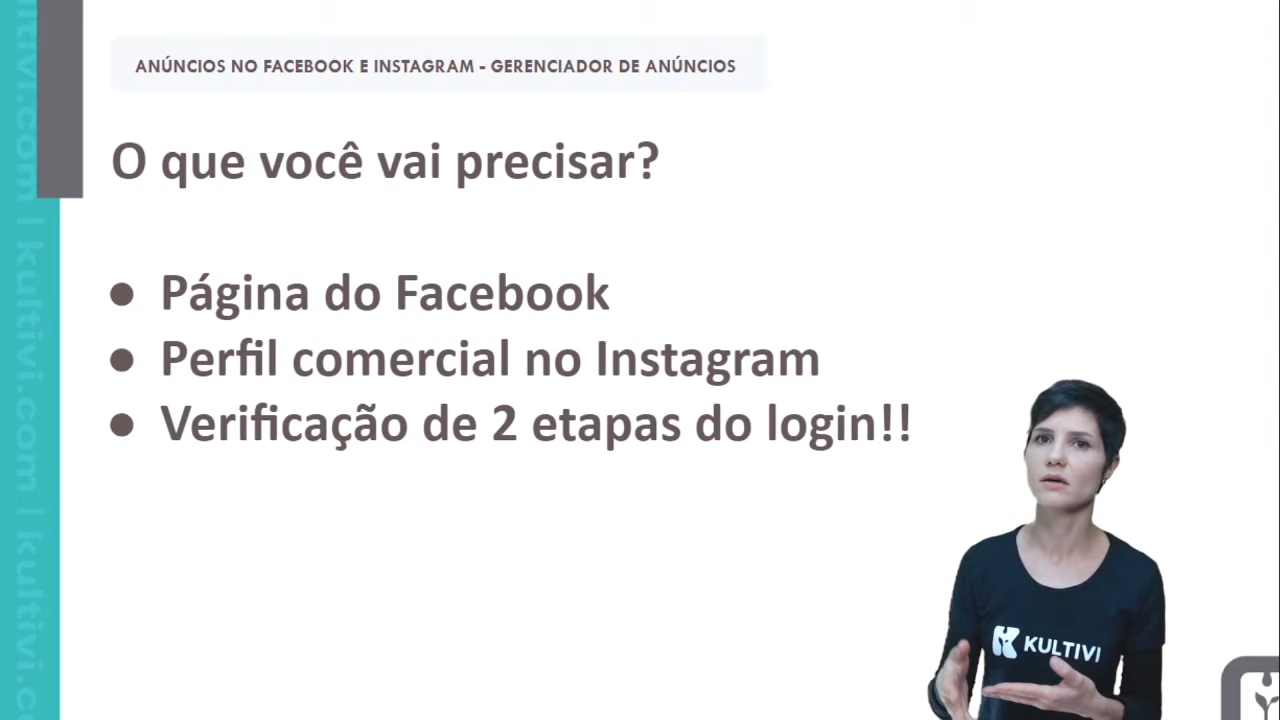 ANÚNCIOS NO FACEBOOK E INSTAGRAM - GERENCIADOR DE ANÚNCIOS
O que você vai precisar?
● Página do Facebook
● Perfil comercial no Instagram
● Verificação de 2 etapas do login!!
KULTIVI
kultivi.com | kultivi.com | kultivi.c